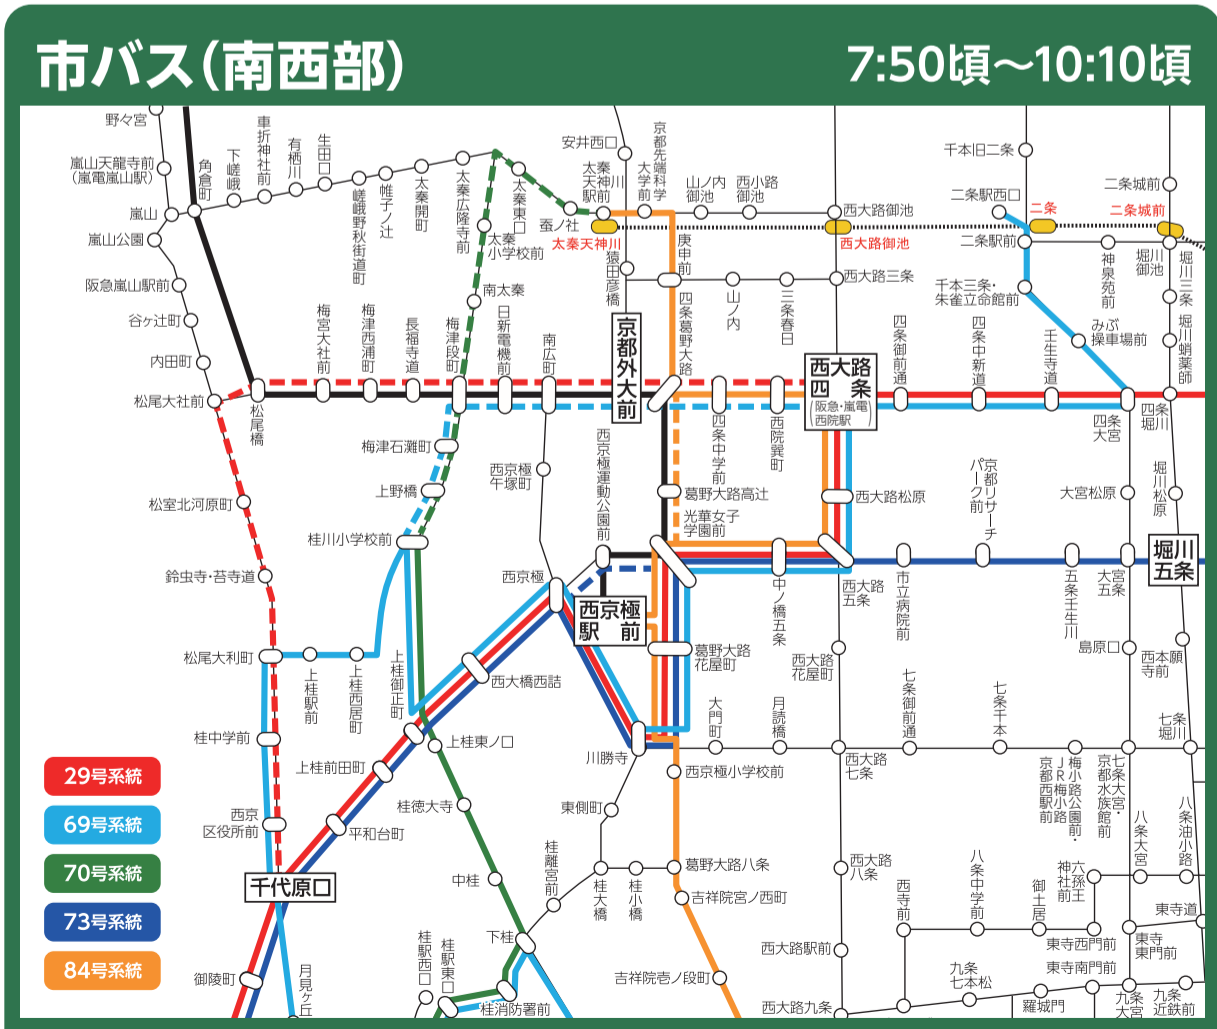 市バス（南西部）
7:50頃～10:10頃
野々宮
嵐山天龍寺前
（嵐電嵐山駅）
嵐山
嵐山公園
阪急嵐山駅前
谷ヶ辻町
内田町
松尾大社前
角倉町
下嵯峨
車折神社前
有栖川
生田口
嵯峨野秋街道町
帷子ノ辻
太秦開町
太秦広隆寺前
太秦東口
蚕ノ社
太秦
小学校前
南太秦
安井西口
太秦
天神川
駅前
京都先端科学
大学前
山ノ内
御池
西小路
御池
西大路御池
太秦天神川
西大路御池
千本旧二条
二条駅西口
二条
二条城前
二条城前
二条駅前
神泉苑前
堀川
御池
堀川三条
猿田彦橋
庚申前
山ノ内
三条春日
西大路三条
千本三条・
朱雀立命館前
みぶ
操車場前
堀川蛸薬師
松尾橋
梅宮大社前
梅津西浦町
長福寺道
梅津段町
日新電機前
南広町
京都外大前
四条葛野大路
西大路
四条
（阪急・嵐電
西院駅）
四条御前通
四条中新道
壬生寺道
四条
大宮
四条
堀川
梅津石灘町
上野橋
桂川小学校前
西京極
午塚町
西京極運動公園前
四条中学前
西院巽町
葛野大路高辻
光華女子
学園前
西大路松原
京都リサーチ
パーク前
大宮松原
堀川松原
松室北河原町
鈴虫寺・苔寺道
西京極
西京極
駅前
中ノ橋五条
西大路
五条
市立病院前
五条壬生川
大宮
五条
堀川
五条
松尾大利町
上桂駅前
上桂西居町
上桂御正町
西大橋西詰
葛野大路
花屋町
西大路
花屋町
島原口
西本願
寺前
桂中学前
上桂前田町
上桂東ノ口
川勝寺
大門町
月読橋
西大路
七条
七条御前通
七条千本
七条
堀川
西京
区役所前
平和台町
桂徳大寺
東側町
西京極小学校前
梅小路公園前・
ＪＲ梅小路
京都西駅前
七条大宮・
京都水族館前
八条大宮
八条油小路
千代原口
中桂
桂離宮前
桂大橋
桂小橋
葛野大路八条
吉祥院宮ノ西町
西大路
八条
西寺前
八条中学前
御土居
六孫王
神社前
東寺西門前
東寺道
東寺
東門前
御陵町
月見ヶ丘
桂駅西口
桂駅東口
下桂
桂消防署前
吉祥院壱ノ段町
西大路駅前
西大路九条
九条
七本松
羅城門
東寺南門前
九条
大宮
九条
近鉄前
29号系統
69号系統
70号系統
73号系統
84号系統